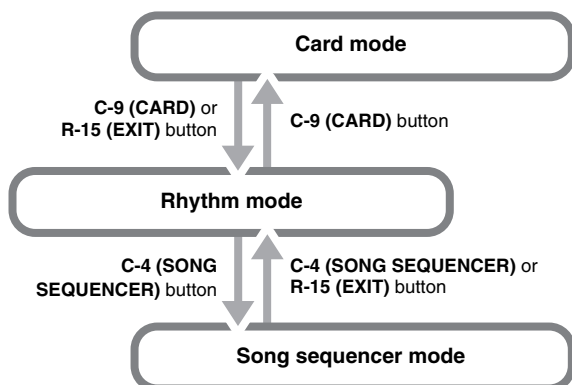 Card mode
C-9 (CARD) or
R-15 (EXIT) button
C-9 (CARD) button
Rhythm mode
C-4 (SONG
SEQUENCER) button
C-4 (SONG SEQUENCER) or
R-15 (EXIT) button
Song sequencer mode